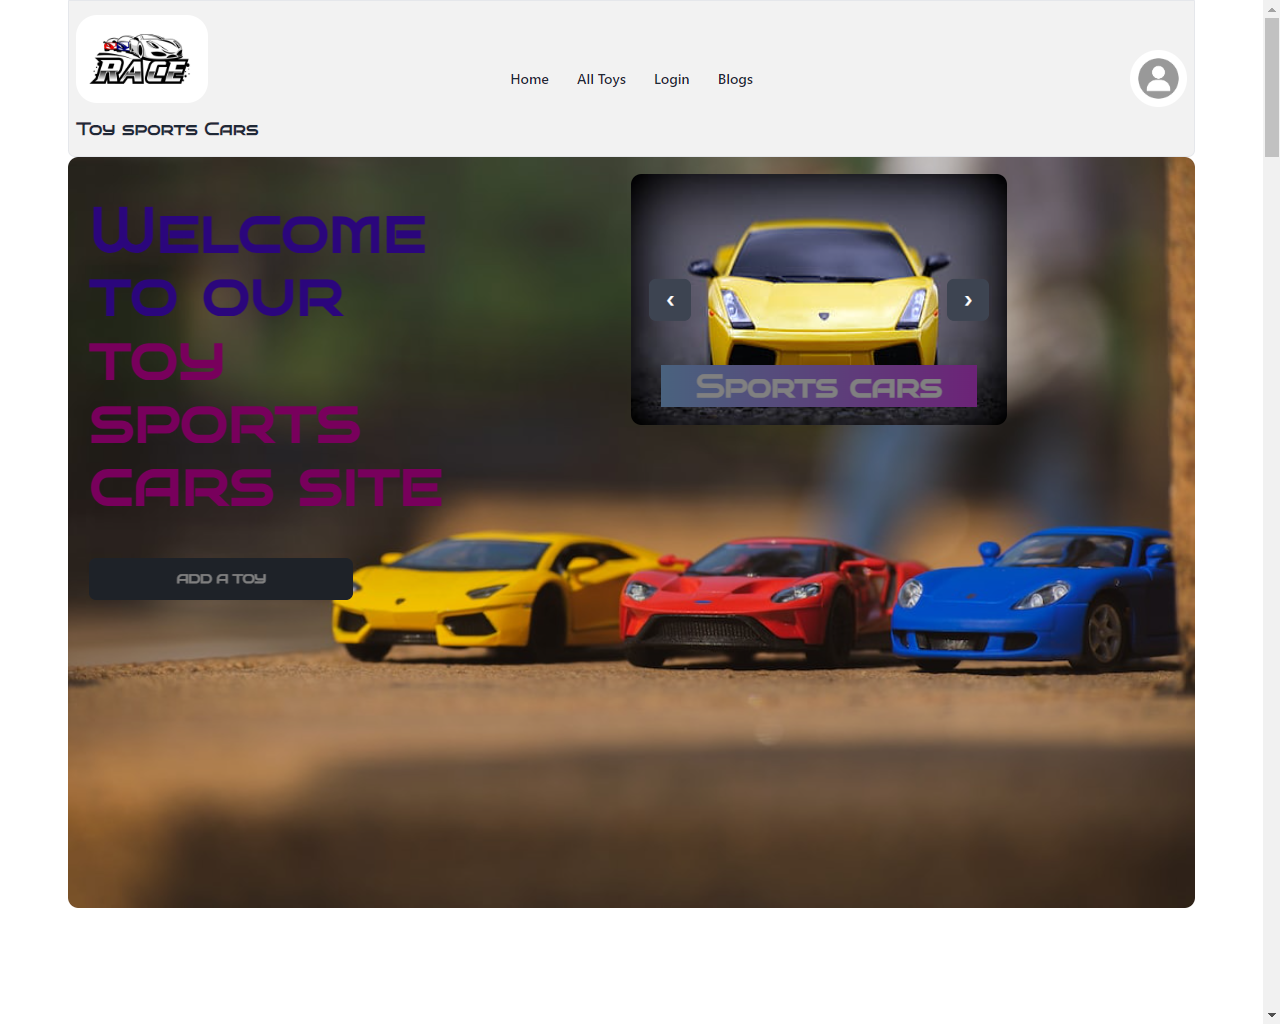 RACE
Toy sports Cars
Home
All Toys
Login
Blogs
Welcome
to our
toy
sports
cars site
ADD A TOY
❮
❯
Sports cars